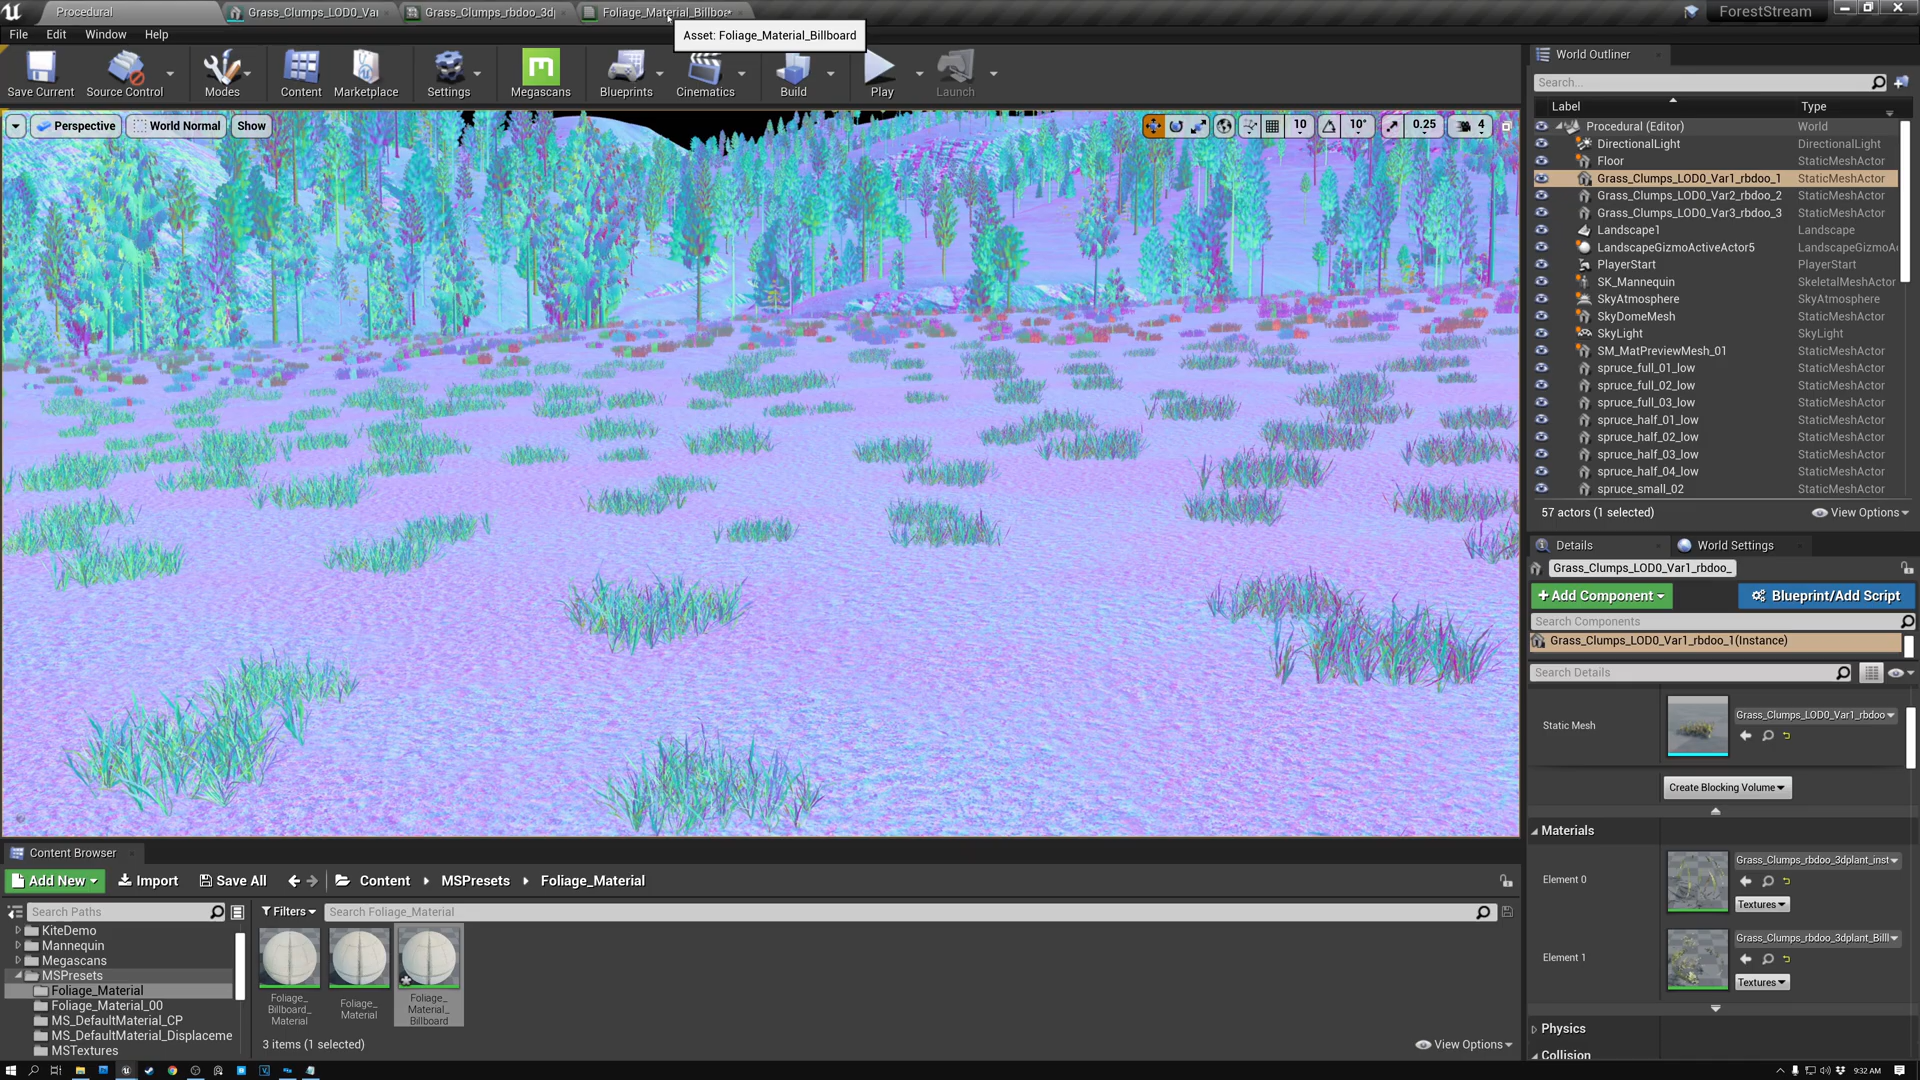 Procedural
Grass_Clumps_LOD0_Va
Grass_Clumps_rbdoo_3d
Foliage_Material_Billboa
ForestStream
Asset: Foliage_Material_Billboard
File Edit Window Help
Save Current
Source Control
Modes
Content
Marketplace
Settings
Megascans
Blueprints
Cinematics
Build
Play
Launch
Perspective
World Normal
Show
10
10°
0.25
4
World Outliner
Search...
Label Type
Procedural (Editor) World
DirectionalLight DirectionalLight
Floor StaticMeshActor
Grass_Clumps_LOD0_Var1_rbdoo_1 StaticMeshActor
Grass_Clumps_LOD0_Var2_rbdoo_2 StaticMeshActor
Grass_Clumps_LOD0_Var3_rbdoo_3 StaticMeshActor
Landscape1 Landscape
LandscapeGizmoActiveActor5 LandscapeGizmoA
PlayerStart PlayerStart
SK_Mannequin SkeletalMeshActor
SkyAtmosphere SkyAtmosphere
SkyDomeMesh StaticMeshActor
SkyLight SkyLight
SM_MatPreviewMesh_01 StaticMeshActor
spruce_full_01_low StaticMeshActor
spruce_full_02_low StaticMeshActor
spruce_full_03_low StaticMeshActor
spruce_half_01_low StaticMeshActor
spruce_half_02_low StaticMeshActor
spruce_half_03_low StaticMeshActor
spruce_half_04_low StaticMeshActor
spruce_small_02 StaticMeshActor
57 actors (1 selected) View Options
Details World Settings
Grass_Clumps_LOD0_Var1_rbdoo_
+Add Component Blueprint/Add Script
Search Components
Grass_Clumps_LOD0_Var1_rbdoo_1(Instance)
Search Details
Static Mesh Grass_Clumps_LOD0_Var1_rbdoo
Create Blocking Volume
Materials
Element 0 Grass_Clumps_rbdoo_3dplant_inst
Textures
Element 1 Grass_Clumps_rbdoo_3dplant_Bill
Textures
Physics
Collision
Content Browser
Add New Import Save All Content MSPresets Foliage_Material
Search Paths
Filters Search Foliage_Material
KiteDemo
Mannequin
Megascans
MSPresets
Foliage_Material
Foliage_Material_00
MS_DefaultMaterial_CP
MS_DefaultMaterial_Displaceme
MSTextures
Foliage_
Billboard_
Material
Foliage_
Material
Foliage_
Material_
Billboard
3 items (1 selected) View Options
9:32 AM